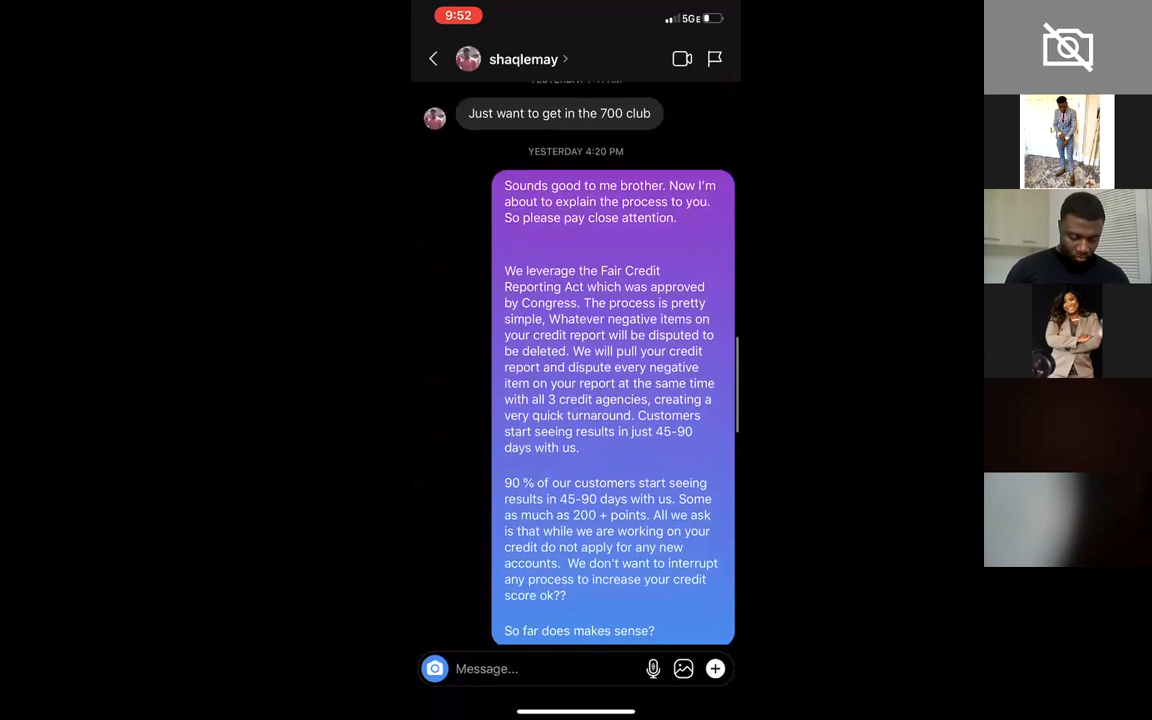 9:52
5GE
shaqlemay
Just want to get in the 700 club
YESTERDAY 4:20 PM
Sounds good to me brother. Now I'm
about to explain the process to you.
So please pay close attention.
We leverage the Fair Credit
Reporting Act which was approved
by Congress. The process is pretty
simple, Whatever negative items on
your credit report will be disputed to
be deleted. We will pull your credit
report and dispute every negative
item on your report at the same time
with all 3 credit agencies, creating a
very quick turnaround. Customers
start seeing results in just 45-90
days with us.
90 % of our customers start seeing
results in 45-90 days with us. Some
as much as 200 + points. All we ask
is that while we are working on your
credit do not apply for any new
accounts.  We don't want to interrupt
any process to increase your credit
score ok??
So far does makes sense?
Message...